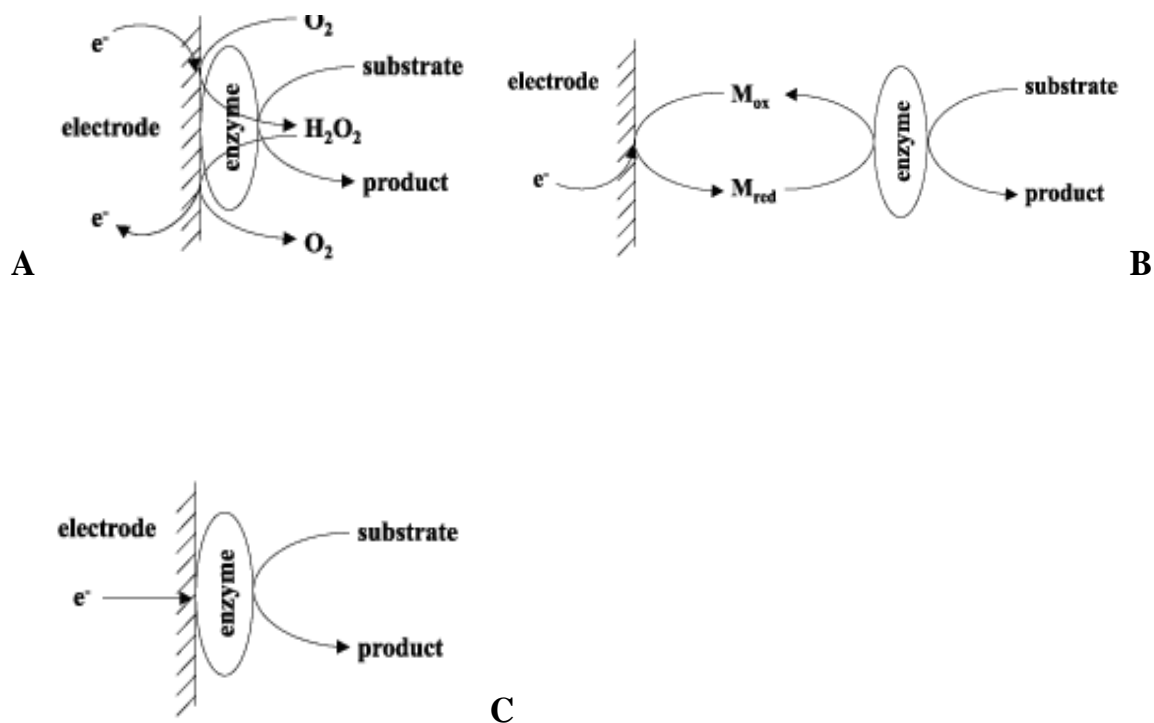 O₂
e⁻
substrate
electrode
enzyme
H₂O₂
product
e⁻
O₂
A
electrode
Mₒₓ
substrate
enzyme
e⁻
M_red
product
B
electrode
substrate
enzyme
e⁻
product
C